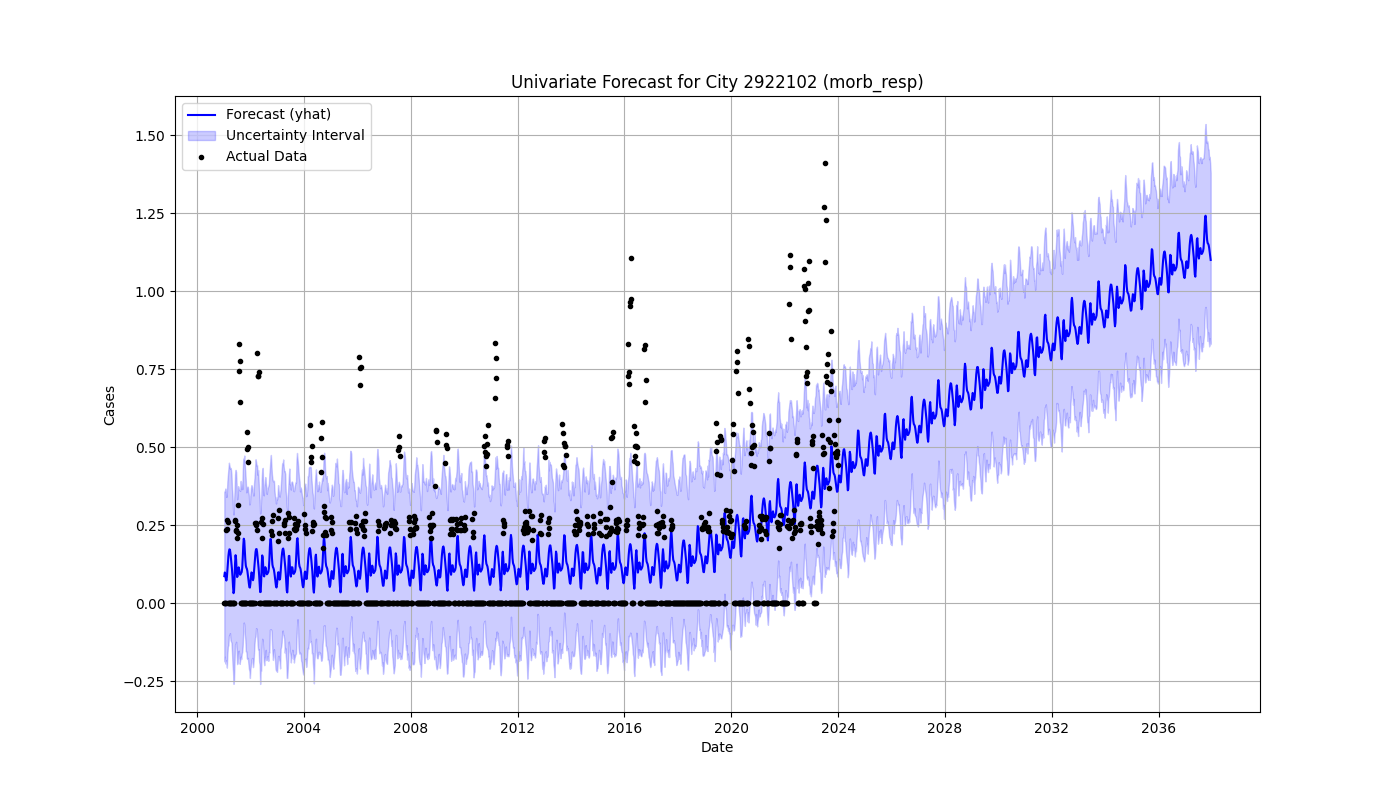 Univariate Forecast for City 2922102 (morb_resp)
Forecast (yhat)
Uncertainty Interval
Actual Data
1.50
1.25
1.00
0.75
0.50
0.25
0.00
−0.25
Cases
2000 2004 2008 2012 2016 2020 2024 2028 2032 2036
Date